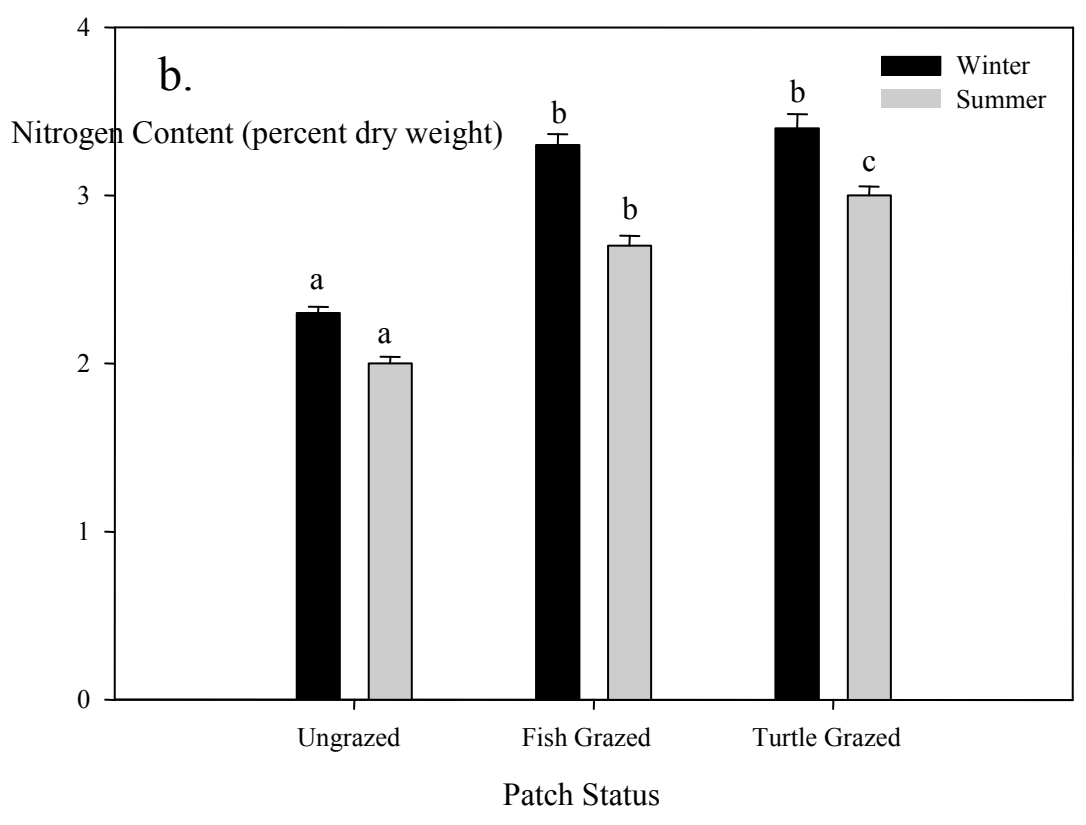 4
b.
Winter
Summer
Nitrogen Content (percent dry weight)
b
b
3
c
b
a
a
2
1
0
Ungrazed Fish Grazed Turtle Grazed
Patch Status